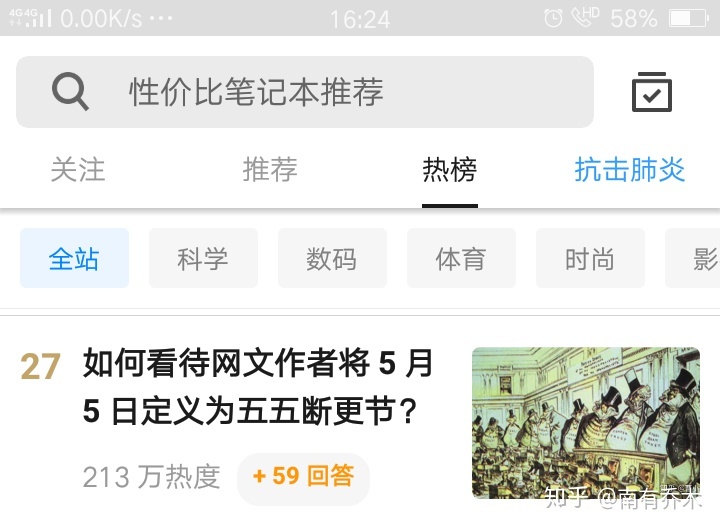 4G 4G 0.00K/s ··· 16:24 HD 58%
性价比笔记本推荐
关注 推荐 热榜 抗击肺炎
全站 科学 数码 体育 时尚 影
27 如何看待网文作者将 5 月
5 日定义为五五断更节？
213 万热度 + 59 回答
知乎 @南有乔木